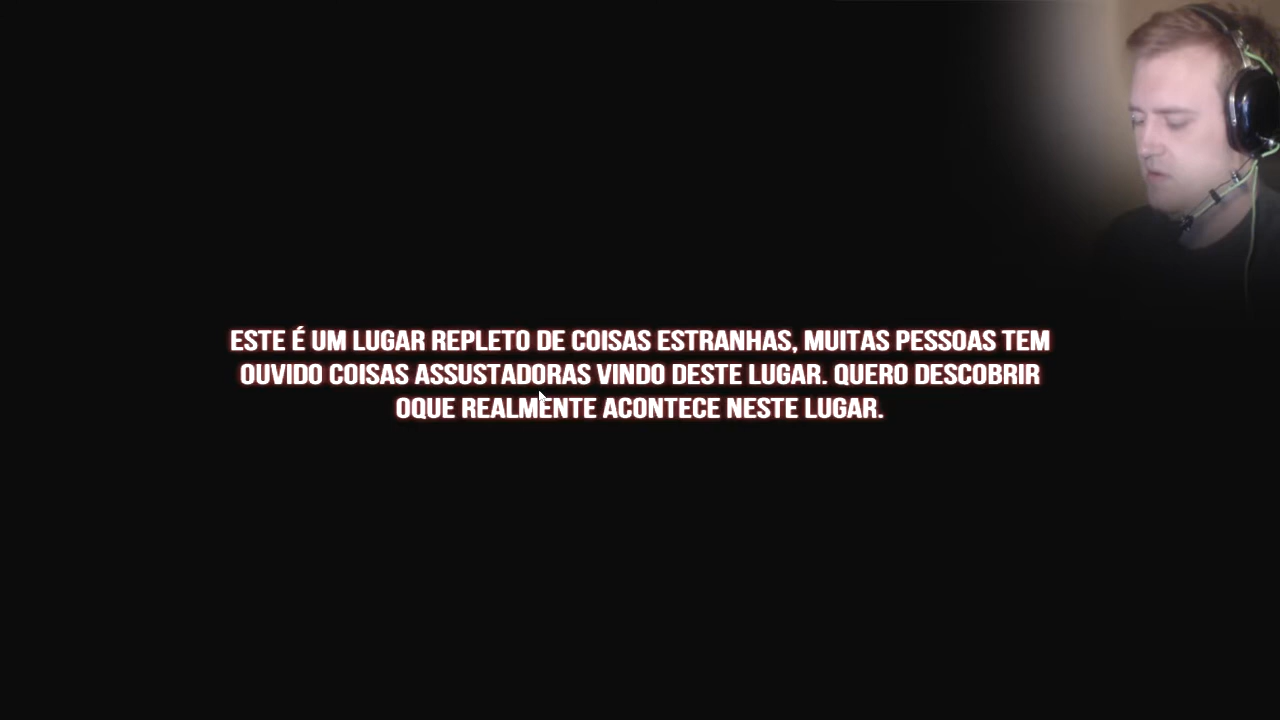 ESTE É UM LUGAR REPLETO DE COISAS ESTRANHAS, MUITAS PESSOAS TEM
OUVIDO COISAS ASSUSTADORAS VINDO DESTE LUGAR. QUERO DESCOBRIR
OQUE REALMENTE ACONTECE NESTE LUGAR.